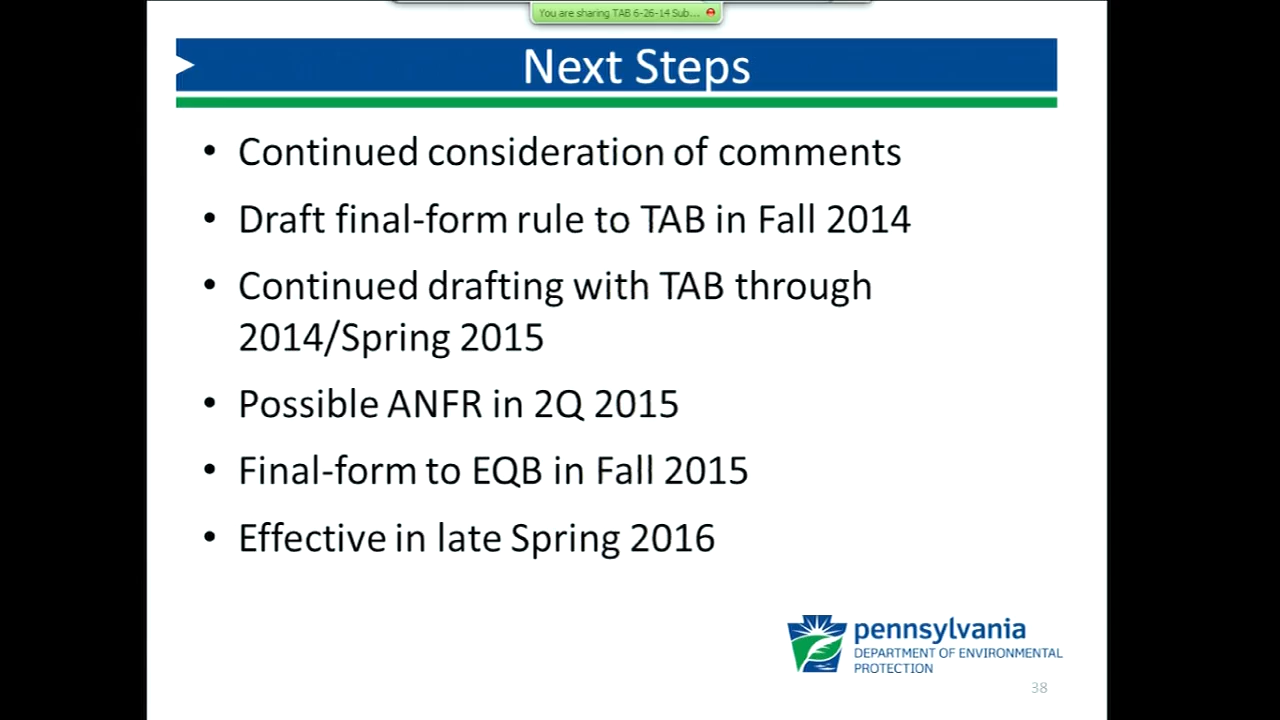 You are sharing TAB 6-26-14 Sub...
Next Steps
• Continued consideration of comments
• Draft final-form rule to TAB in Fall 2014
• Continued drafting with TAB through
2014/Spring 2015
• Possible ANFR in 2Q 2015
• Final-form to EQB in Fall 2015
• Effective in late Spring 2016
pennsylvania
DEPARTMENT OF ENVIRONMENTAL
PROTECTION
38